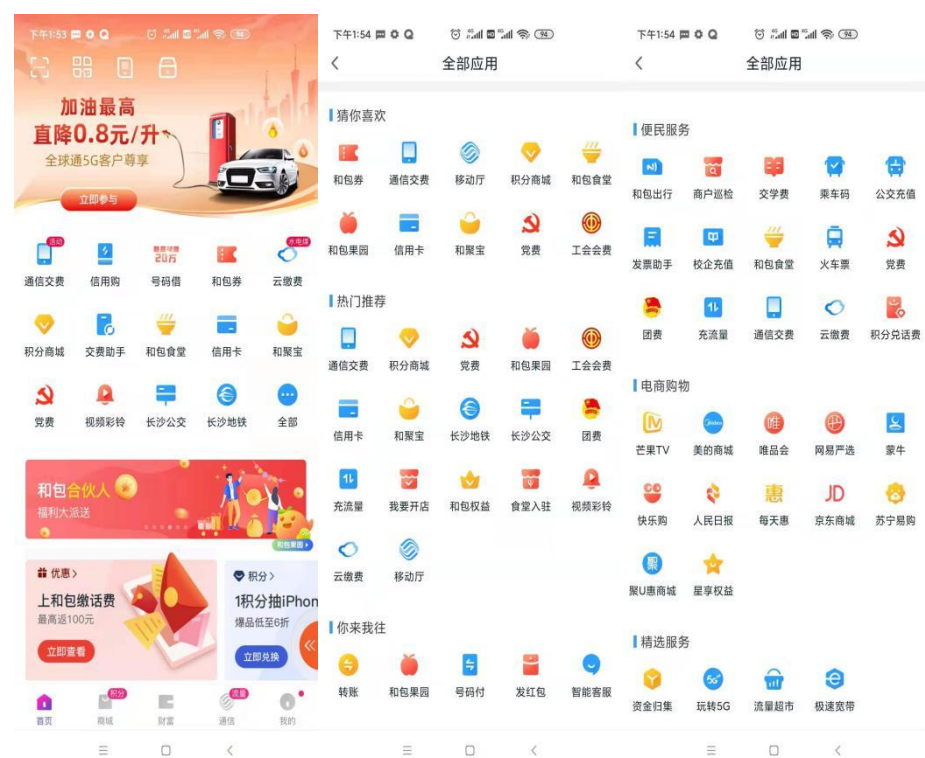 下午1:53
94
加油最高
直降0.8元/升
全球通5G客户尊享
立即参与
活动
水电煤
20万
通信交费 信用购 号码借 和包券 云缴费
积分商城 交费助手 和包食堂 信用卡 和聚宝
党费 视频彩铃 长沙公交 长沙地铁 全部
和包合伙人
福利大派送
和包果园
优惠
上和包缴话费
最高返100元
立即查看
积分
1积分抽iPhon
爆品低至6折
立即兑换
积分 流量
首页 商城 财富 通信 我的
下午1:54
94
全部应用
猜你喜欢
和包券 通信交费 移动厅 积分商城 和包食堂
和包果园 信用卡 和聚宝 党费 工会会费
热门推荐
通信交费 积分商城 党费 和包果园 工会会费
信用卡 和聚宝 长沙地铁 长沙公交 团费
充流量 我要开店 和包权益 食堂入驻 视频彩铃
云缴费 移动厅
你来我往
转账 和包果园 号码付 发红包 智能客服
下午1:54
94
全部应用
便民服务
和包出行 商户巡检 交学费 乘车码 公交充值
发票助手 校企充值 和包食堂 火车票 党费
团费 充流量 通信交费 云缴费 积分兑话费
电商购物
Midea
唯
芒果TV 美的商城 唯品会 网易严选 蒙牛
惠
JD
快乐购 人民日报 每天惠 京东商城 苏宁易购
聚U惠商城 星享权益
精选服务
5G
资金归集 玩转5G 流量超市 极速宽带